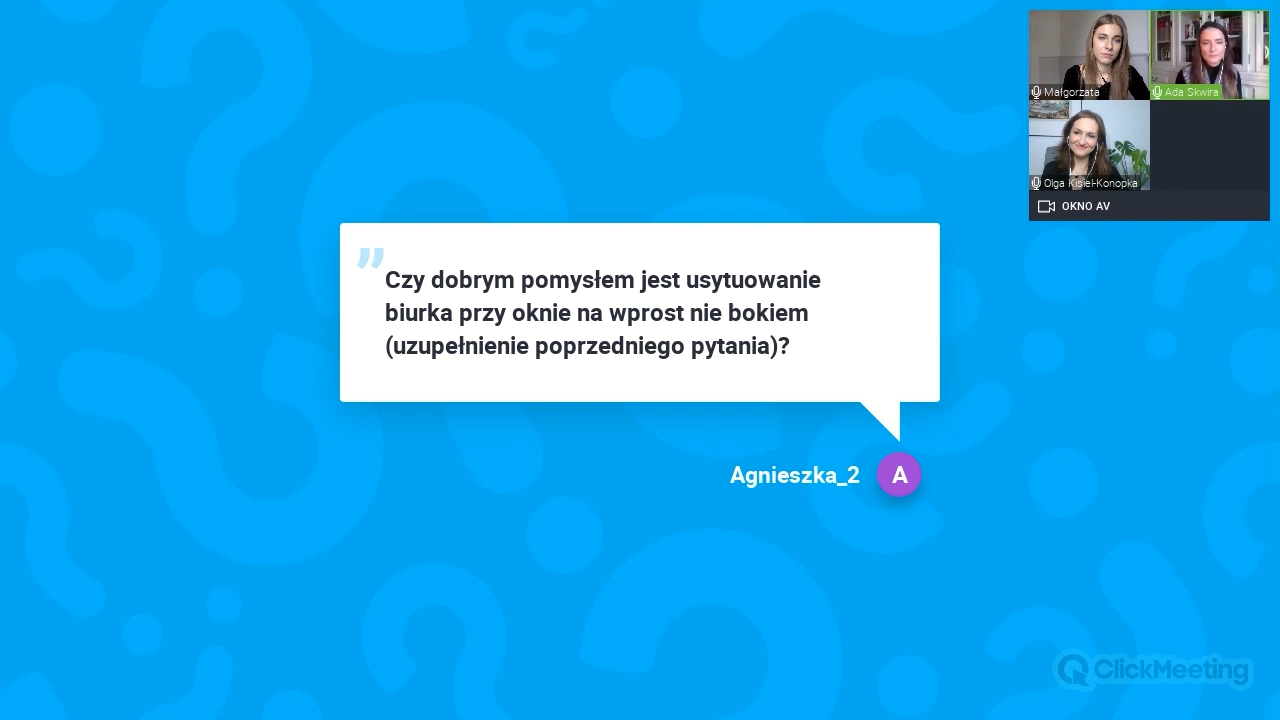 Małgorzata
Ada Skwira
Olga Kisiel-Konopka
OKNO AV
” Czy dobrym pomysłem jest usytuowanie
biurka przy oknie na wprost nie bokiem
(uzupełnienie poprzedniego pytania)?
Agnieszka_2
A
ClickMeeting